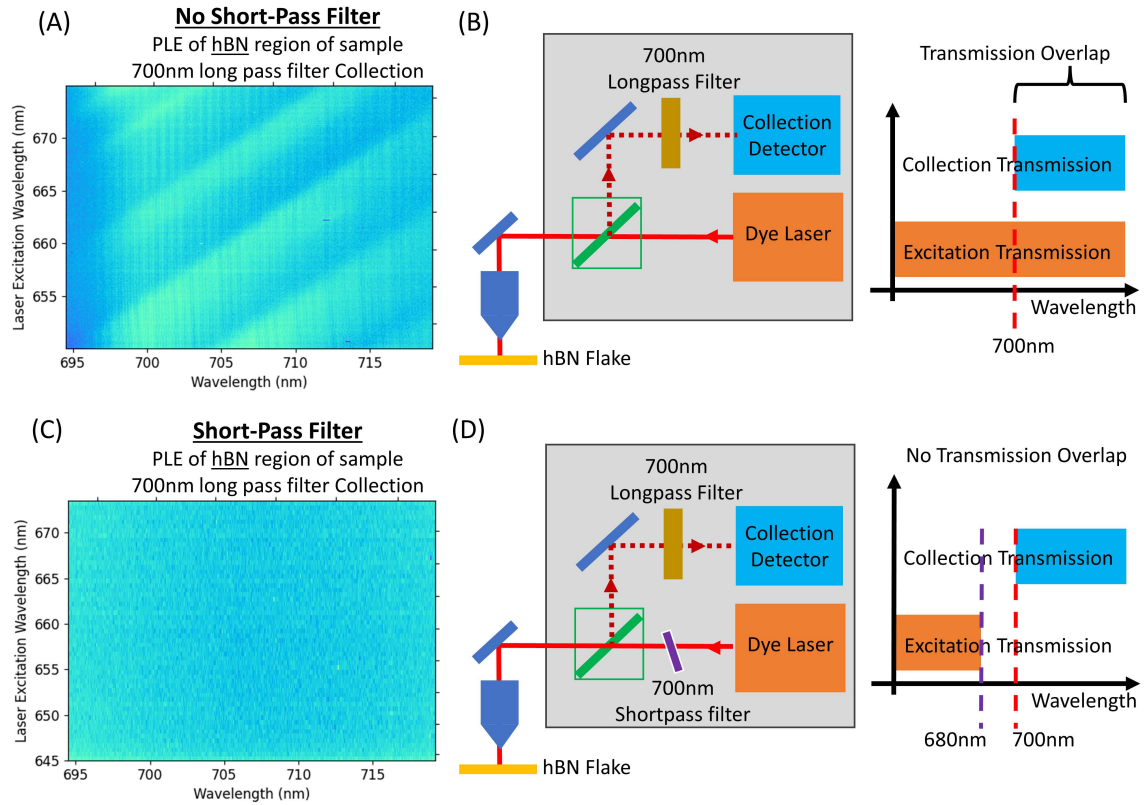 (A)
No Short-Pass Filter
PLE of hBN region of sample
700nm long pass filter Collection
Laser Excitation Wavelength (nm)
670
665
660
655
695
700
705
710
715
Wavelength (nm)
(B)
700nm
Longpass Filter
Collection
Detector
Dye Laser
hBN Flake
Transmission Overlap
Collection Transmission
Excitation Transmission
Wavelength
700nm
(C)
Short-Pass Filter
PLE of hBN region of sample
700nm long pass filter Collection
Laser Excitation Wavelength (nm)
670
665
660
655
650
645
695
700
705
710
715
Wavelength (nm)
(D)
700nm
Longpass Filter
Collection
Detector
Dye Laser
700nm
Shortpass filter
hBN Flake
No Transmission Overlap
Collection Transmission
Excitation Transmission
Wavelength
680nm
700nm